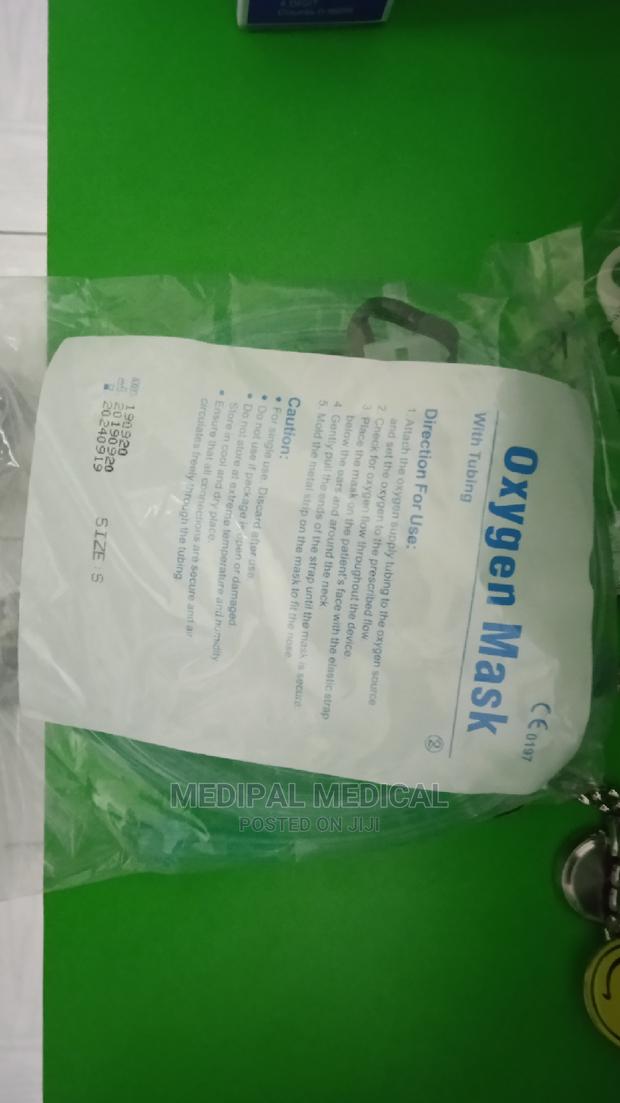 CE 0197
Oxygen Mask
With Tubing
②
Direction For Use:
1. Attach the oxygen supply tubing to the oxygen source
and set the oxygen to the prescribed flow.
2. Check for oxygen flow throughout the device.
3. Place the mask on the patient's face with the elastic strap
below the ears and around the neck.
4. Gently pull the ends of the strap until the mask is secure.
5. Mold the metal strip on the mask to fit the nose.
Caution:
• For single use. Discard after use.
• Do not use if package is open or damaged.
• Do not store at extreme temperature and humidity.
Store in cool and dry place.
• Ensure that all connections are secure and air
circulates freely through the tubing.
LOT 190920
20190920
20240919
SIZE: S
MEDIPAL MEDICAL
POSTED ON JIJI